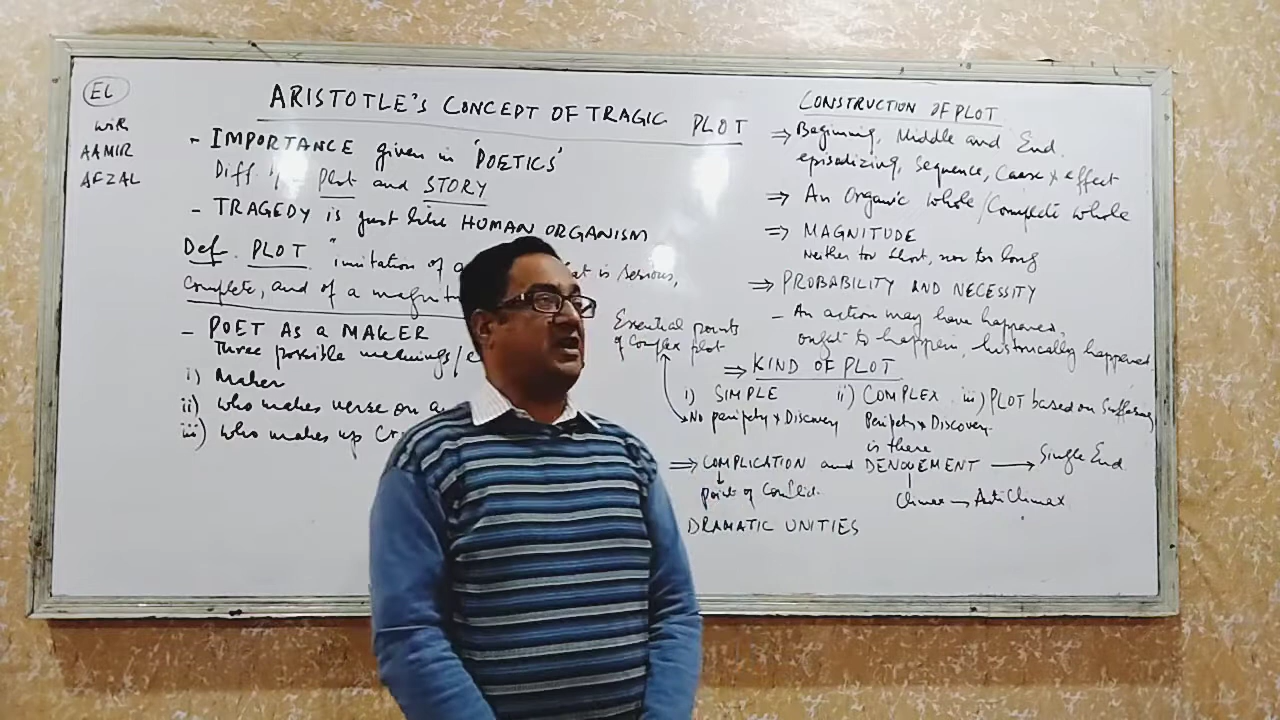 EL
WITH
AAMIR
AFZAL
ARISTOTLE'S CONCEPT OF TRAGIC PLOT
- IMPORTANCE given in 'POETICS'
Diff b/w Plot and STORY
- TRAGEDY is just like HUMAN ORGANISM
Def. PLOT "imitation of a at is serious,
Complete, and of a magnit
- POET AS A MAKER
Three possible meanings/
i) Maker
ii) who makes verse on a
iii) who makes up
CONSTRUCTION OF PLOT
⇒ Beginning, Middle and End.
episodizing, Sequence, Cause & effect
⇒ An Organic Whole/Complete Whole
⇒ MAGNITUDE
Neither too short, nor too long
⇒ PROBABILITY AND NECESSITY
- An action may have happened,
ought to happen, historically happened
Essential points
of Complex plot
⇒ KIND OF PLOT
i) SIMPLE ii) COMPLEX iii) PLOT based on Suffering
No peripety & Discovery Peripety & Discovery
is there
⇒ COMPLICATION and DENOUEMENT → Single End
point of Conflict. Climax → AntiClimax
DRAMATIC UNITIES